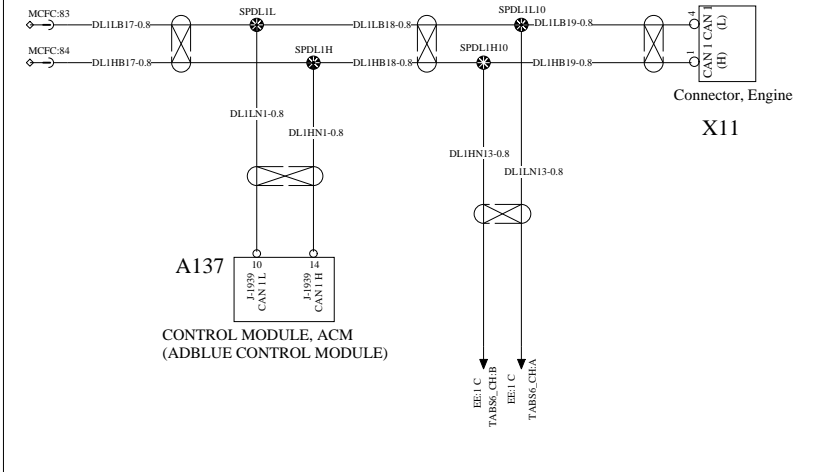 MCFC:83
DL1LB17-0.8
SPDL1L
DL1LB18-0.8
SPDL1L10
DL1LB19-0.8
4
CAN 1
(L)
MCFC:84
DL1HB17-0.8
SPDL1H
DL1HB18-0.8
SPDL1H10
DL1HB19-0.8
1
CAN 1
(H)
Connector, Engine
X11
DL1LN1-0.8
DL1HN1-0.8
DL1HN13-0.8
DL1LN13-0.8
A137
10
J-1939
CAN 1 L
14
J-1939
CAN 1 H
CONTROL MODULE, ACM
(ADBLUE CONTROL MODULE)
EE:1 C
TABS6_CH:B
EE:1 C
TABS6_CH:A